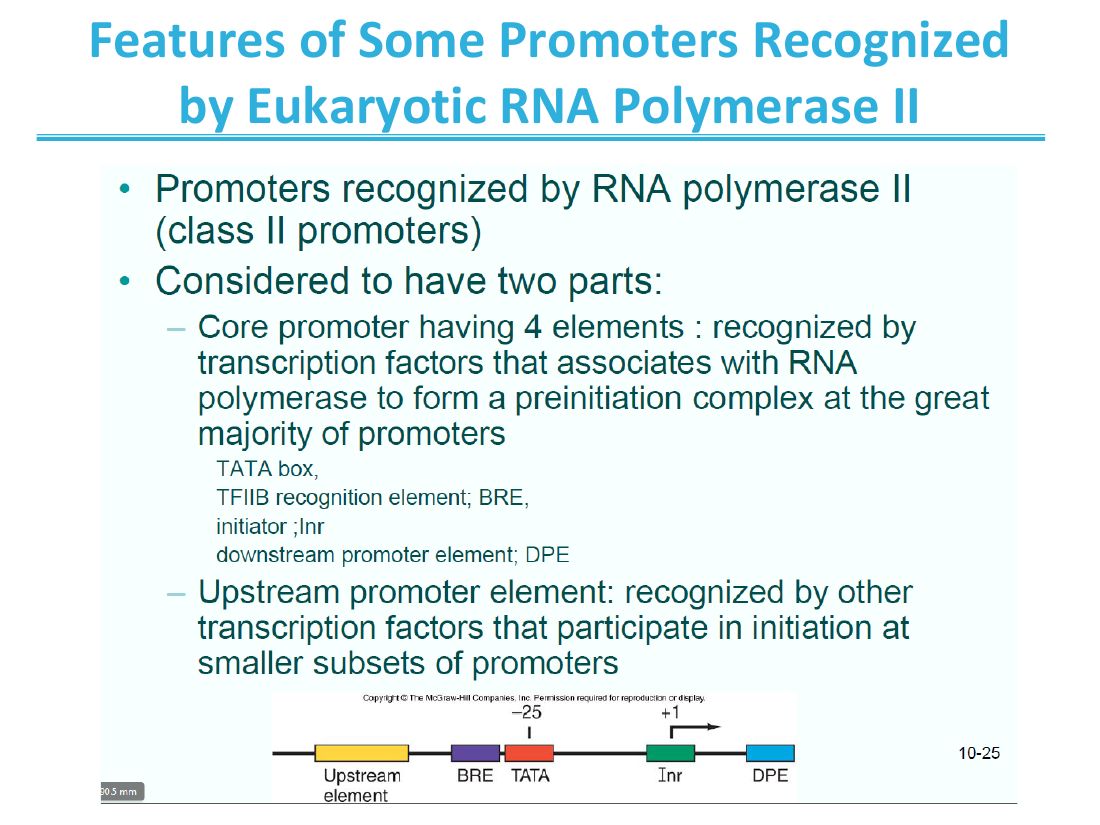 Features of Some Promoters Recognized
by Eukaryotic RNA Polymerase II
• Promoters recognized by RNA polymerase II
(class II promoters)
• Considered to have two parts:
– Core promoter having 4 elements : recognized by
transcription factors that associates with RNA
polymerase to form a preinitiation complex at the great
majority of promoters
TATA box,
TFIIB recognition element; BRE,
initiator ;Inr
downstream promoter element; DPE
– Upstream promoter element: recognized by other
transcription factors that participate in initiation at
smaller subsets of promoters
Copyright © The McGraw-Hill Companies, Inc. Permission required for reproduction or display.
–25 +1
10-25
Upstream element BRE TATA Inr DPE